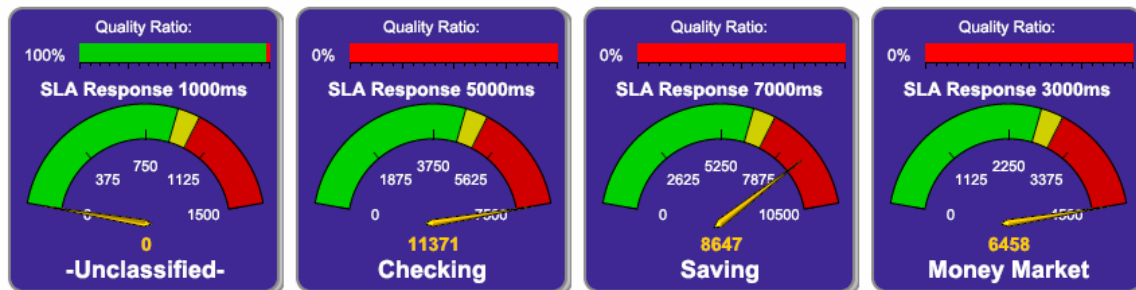 Quality Ratio:
100%
SLA Response 1000ms
750
375
1125
0
1500
0
-Unclassified-
Quality Ratio:
0%
SLA Response 5000ms
3750
1875
5625
0
7500
11371
Checking
Quality Ratio:
0%
SLA Response 7000ms
5250
2625
7875
0
10500
8647
Saving
Quality Ratio:
0%
SLA Response 3000ms
2250
1125
3375
0
6458
Money Market